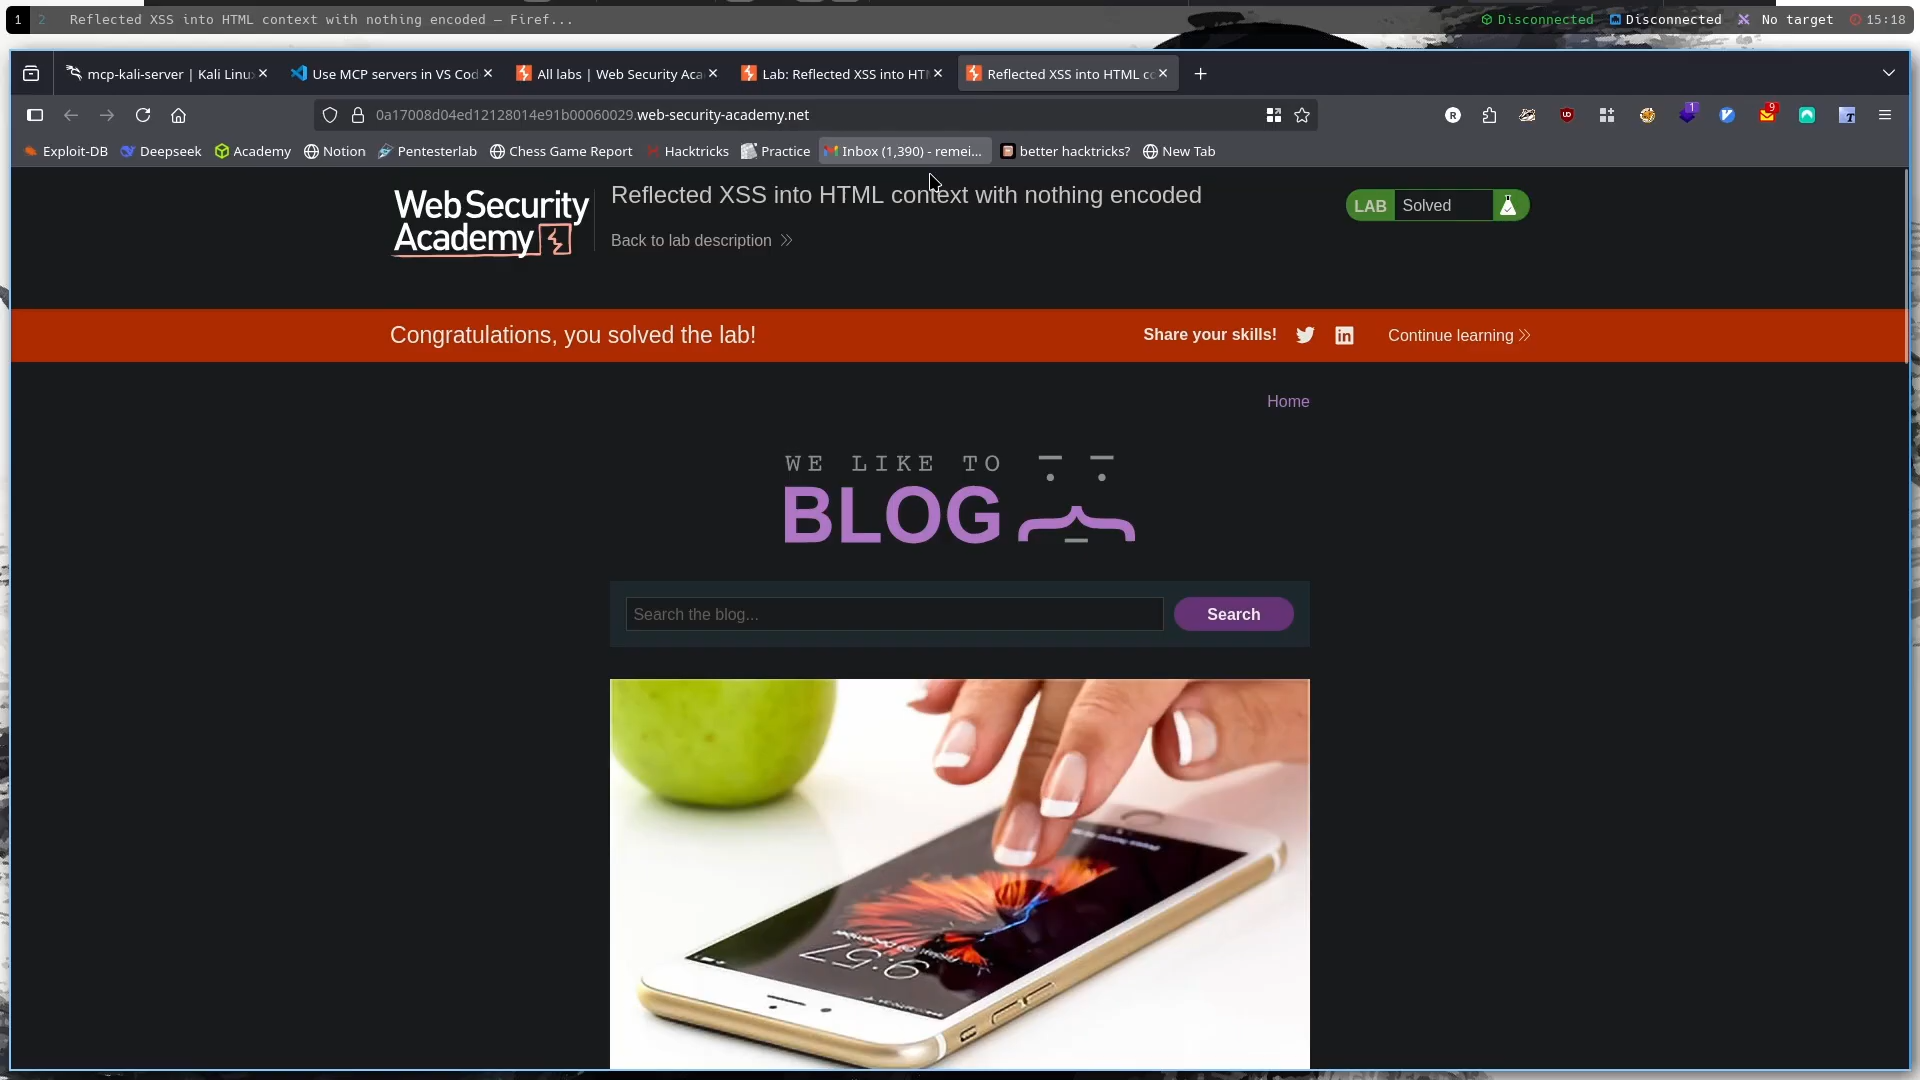 1 2 Reflected XSS into HTML context with nothing encoded — Firef...
Disconnected Disconnected No target 15:18
mcp-kali-server | Kali Linu
Use MCP servers in VS Cod
All labs | Web Security Aca
Lab: Reflected XSS into HT
Reflected XSS into HTML cc
0a17008d04ed12128014e91b00060029.web-security-academy.net
1 9
Exploit-DB Deepseek Academy Notion Pentesterlab Chess Game Report Hacktricks Practice Inbox (1,390) - remei... better hacktricks? New Tab
Web Security
Academy
Reflected XSS into HTML context with nothing encoded
Back to lab description
LAB Solved
Congratulations, you solved the lab!
Share your skills!
Continue learning
Home
WE LIKE TO
BLOG
Search the blog...
Search
9:57